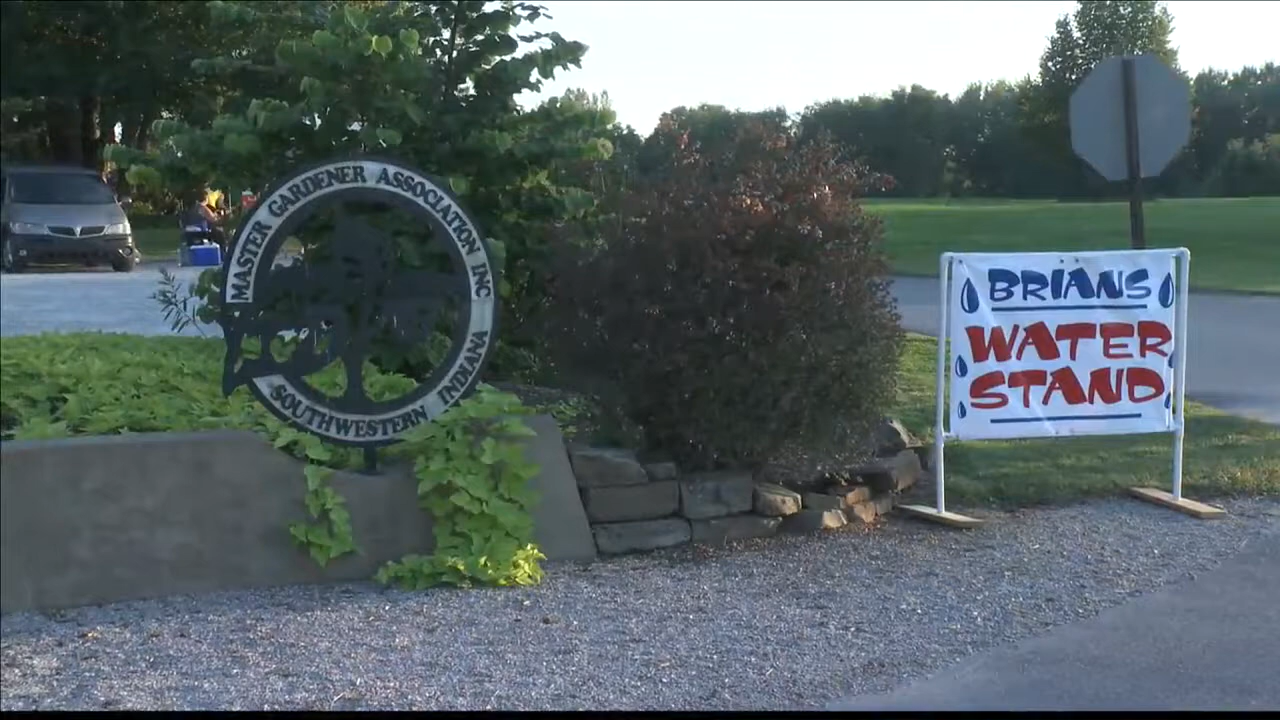 MASTER GARDENER ASSOCIATION INC
SOUTHWESTERN INDIANA
BRIANS
WATER
STAND